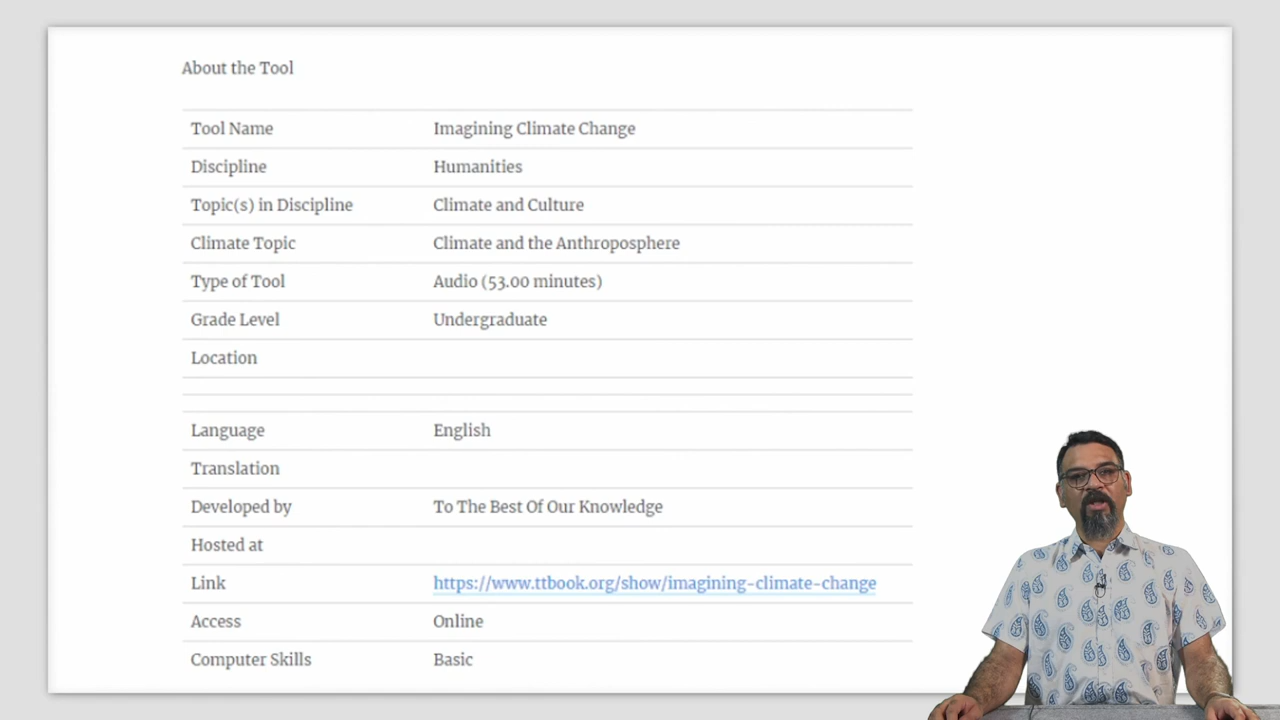 About the Tool
Tool Name Imagining Climate Change
Discipline Humanities
Topic(s) in Discipline Climate and Culture
Climate Topic Climate and the Anthroposphere
Type of Tool Audio (53.00 minutes)
Grade Level Undergraduate
Location
Language English
Translation
Developed by To The Best Of Our Knowledge
Hosted at
Link https://www.ttbook.org/show/imagining-climate-change
Access Online
Computer Skills Basic